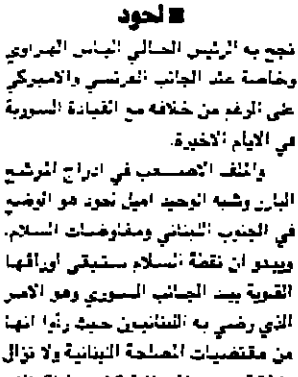 ■ لحود
نجح به الرئيس الحالي الياس الهراوي
وخاصة عند الجانب الفرنسي والاميركي
على الرغم من خلافه مع القيادة السورية
في الايام الاخيرة.
والملف الاصعب في ادراج المرشح
البارز وشبه الوحيد اميل لحود هو الوضع
في الجنوب اللبناني ومفاوضات السلام.
ويبدو ان نقطة السلام ستبقى اوراقها
القوية بيد الجانب السوري وهو الامر
الذي رضي به اللبنانيون حيث رأوا انها
من مقتضيات المصلحة اللبنانية ولا تزال